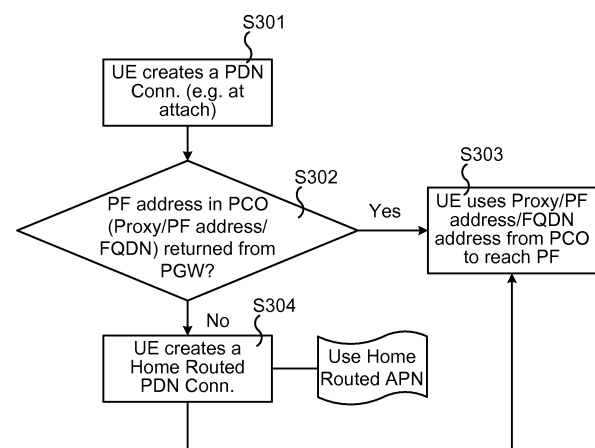 S301
UE creates a PDN
Conn. (e.g. at
attach)
S302
PF address in PCO
(Proxy/PF address/
FQDN) returned from
PGW?
Yes
S303
UE uses Proxy/PF
address/FQDN
address from PCO
to reach PF
No
S304
UE creates a
Home Routed
PDN Conn.
Use Home
Routed APN